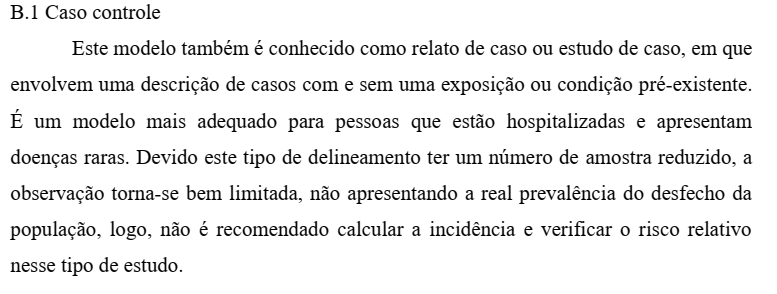 B.1 Caso controle
Este modelo também é conhecido como relato de caso ou estudo de caso, em que
envolvem uma descrição de casos com e sem uma exposição ou condição pré-existente.
É um modelo mais adequado para pessoas que estão hospitalizadas e apresentam
doenças raras. Devido este tipo de delineamento ter um número de amostra reduzido, a
observação torna-se bem limitada, não apresentando a real prevalência do desfecho da
população, logo, não é recomendado calcular a incidência e verificar o risco relativo
nesse tipo de estudo.